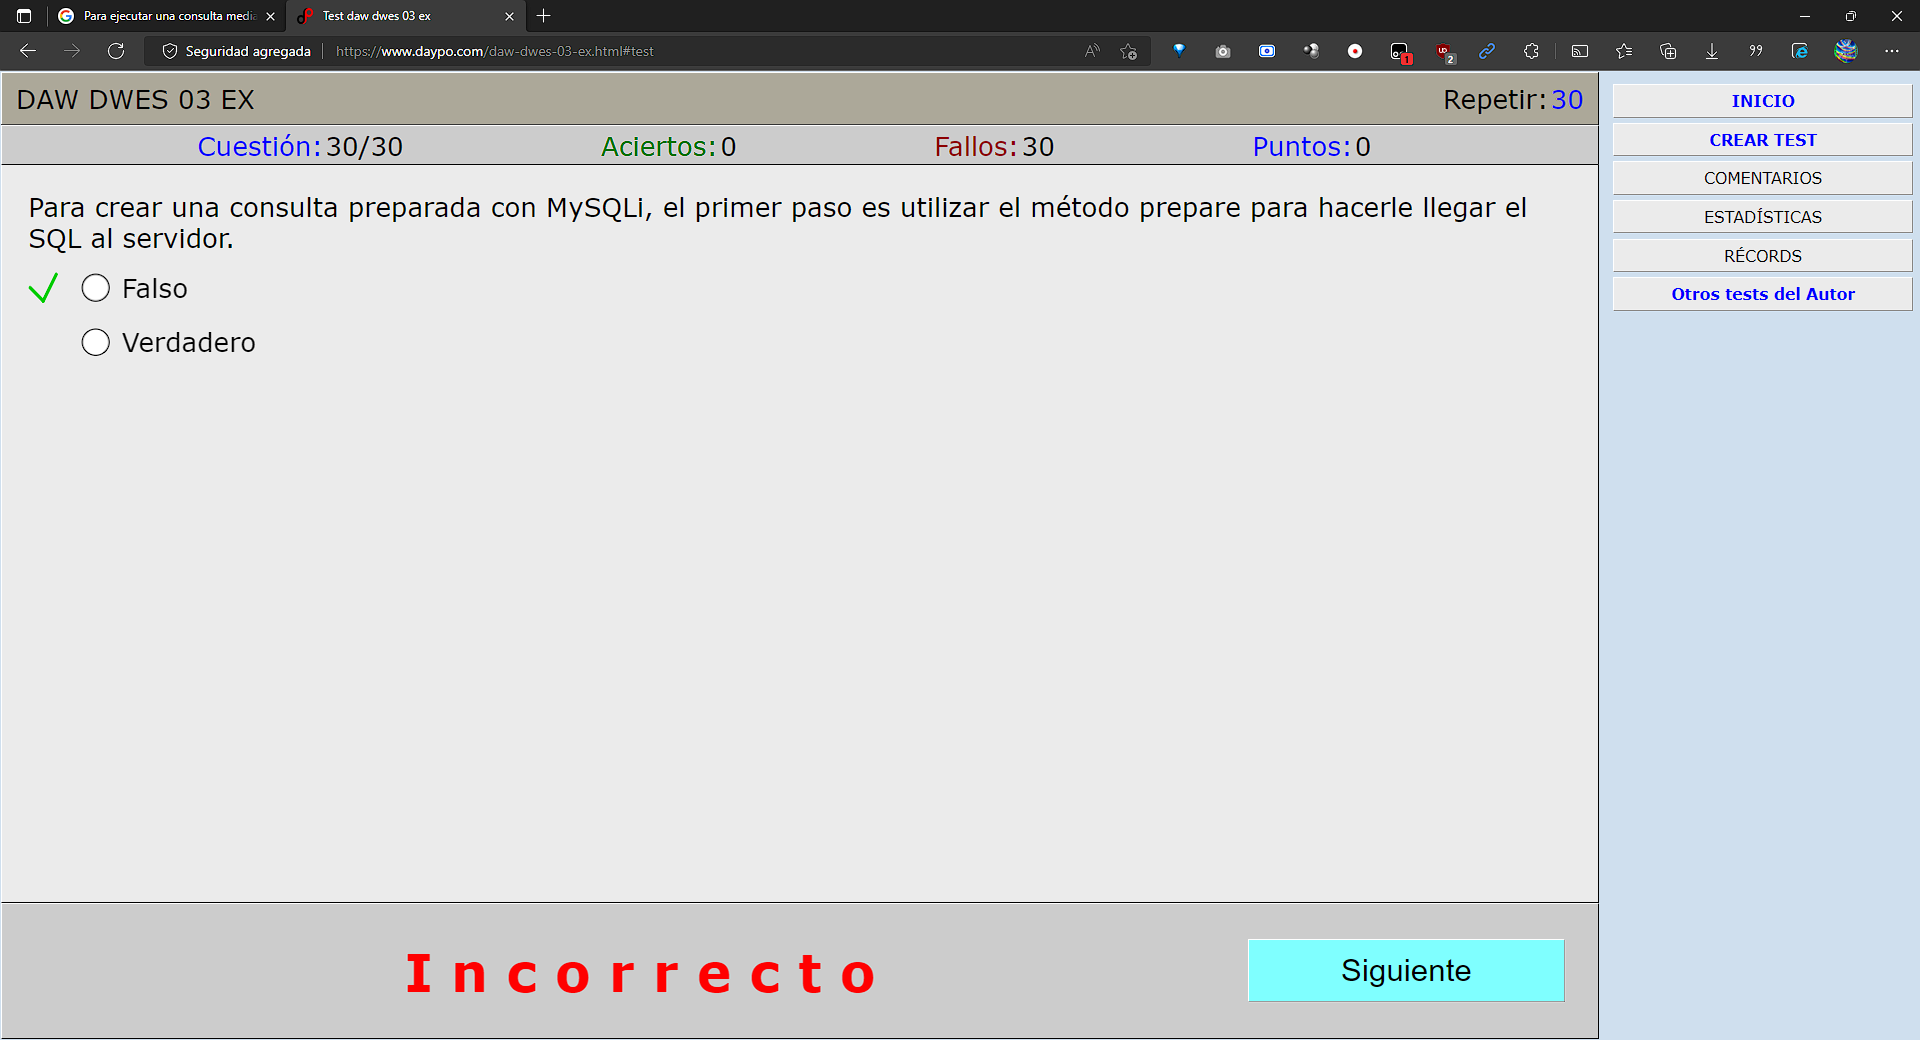 Para ejecutar una consulta media
Test daw dwes 03 ex
Seguridad agregada
https://www.daypo.com/daw-dwes-03-ex.html#test
1
2
DAW DWES 03 EX
Repetir: 30
Cuestión: 30/30
Aciertos: 0
Fallos: 30
Puntos: 0
Para crear una consulta preparada con MySQLi, el primer paso es utilizar el método prepare para hacerle llegar el
SQL al servidor.
Falso
Verdadero
Incorrecto
Siguiente
INICIO
CREAR TEST
COMENTARIOS
ESTADÍSTICAS
RÉCORDS
Otros tests del Autor